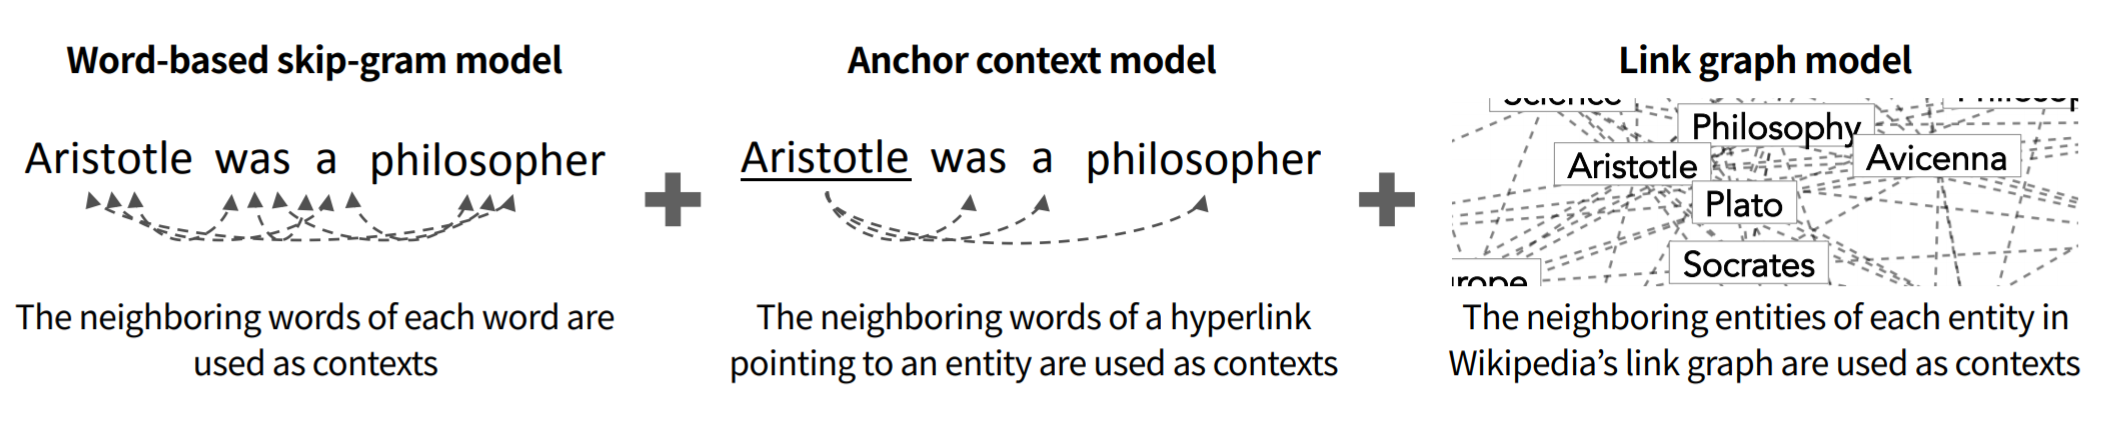 Word-based skip-gram model
Aristotle was a philosopher
The neighboring words of each word are
used as contexts
Anchor context model
Aristotle was a philosopher
The neighboring words of a hyperlink
pointing to an entity are used as contexts
Link graph model
Science
Philosophy
Aristotle
Avicenna
Plato
Socrates
The neighboring entities of each entity in
Wikipedia's link graph are used as contexts